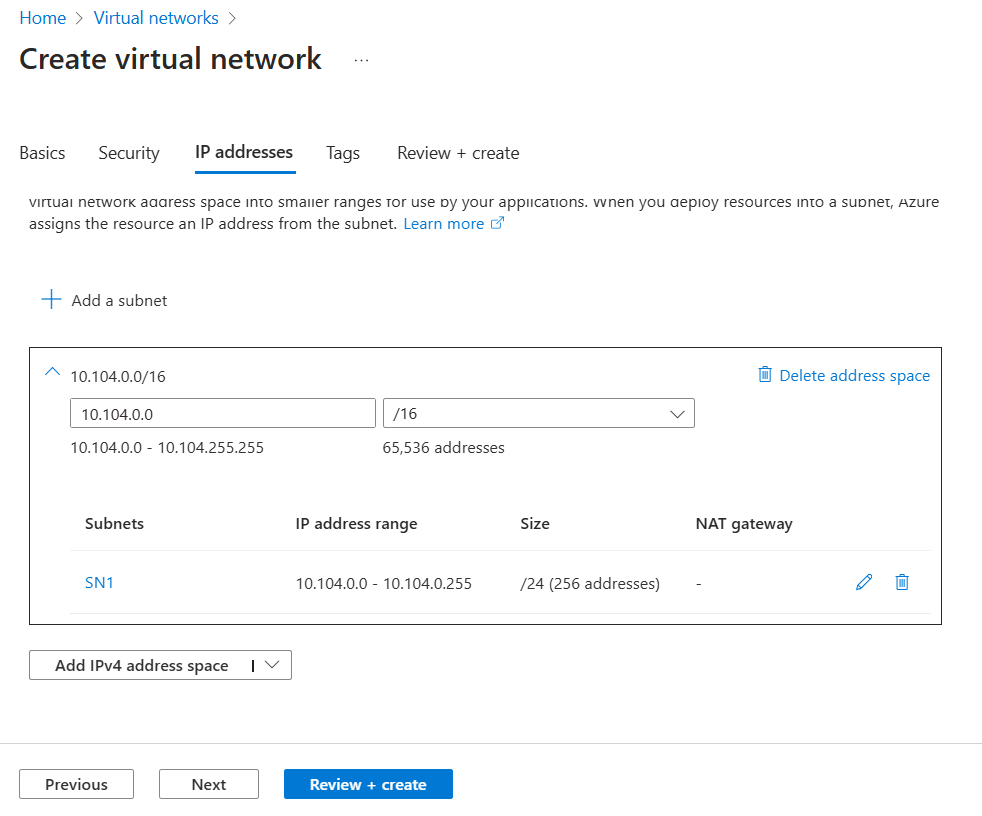 Home > Virtual networks >
Create virtual network ...
Basics Security IP addresses Tags Review + create
virtual network address space into smaller ranges for use by your applications. When you deploy resources into a subnet, Azure
assigns the resource an IP address from the subnet. Learn more
+ Add a subnet
10.104.0.0/16 Delete address space
10.104.0.0 /16
10.104.0.0 - 10.104.255.255 65,536 addresses
Subnets IP address range Size NAT gateway
SN1 10.104.0.0 - 10.104.0.255 /24 (256 addresses) -
Add IPv4 address space |
Previous Next Review + create